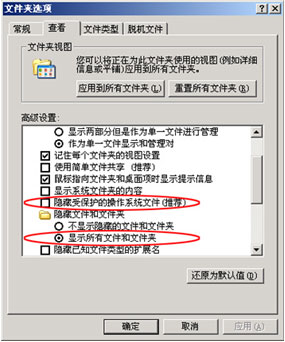 文件夹选项
常规 查看 文件类型 脱机文件
文件夹视图
您可以将正在为此文件夹使用的视图(例如详细
信息或平铺)应用到所有文件夹。
应用到所有文件夹(L) 重置所有文件夹(R)
高级设置:
显示两部分但是作为单一文件进行管理
作为单一文件显示和管理对
记住每个文件夹的视图设置
使用简单文件共享 (推荐)
鼠标指向文件夹和桌面项时显示提示信息
显示系统文件夹的内容
隐藏受保护的操作系统文件(推荐)
隐藏文件和文件夹
不显示隐藏的文件和文件夹
显示所有文件和文件夹
隐藏已知文件类型的扩展名
还原为默认值(D)
确定 取消 应用(A)